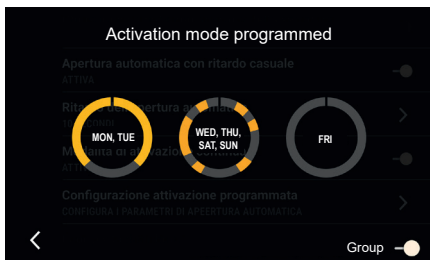 Activation mode programmed
Apertura automatica con ritardo casuale
ATTIVA
MON, TUE
WED, THU,
SAT, SUN
FRI
Configurazione attivazione programmata
CONFIGURA I PARAMETRI DI APEERTURA AUTOMATICA
Group